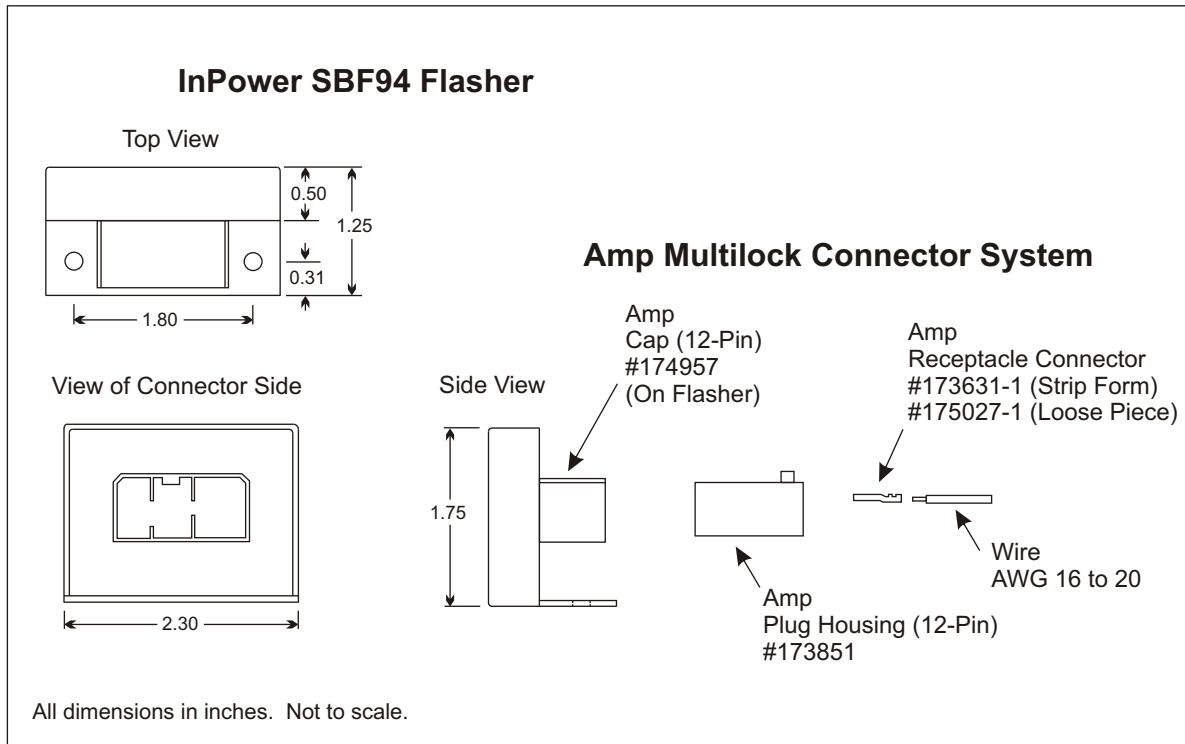 InPower SBF94 Flasher
Top View
0.50
1.25
0.31
1.80
Amp Multilock Connector System
View of Connector Side
2.30
Side View
1.75
Amp
Cap (12-Pin)
#174957
(On Flasher)
Amp
Receptacle Connector
#173631-1 (Strip Form)
#175027-1 (Loose Piece)
Wire
AWG 16 to 20
Amp
Plug Housing (12-Pin)
#173851
All dimensions in inches.  Not to scale.